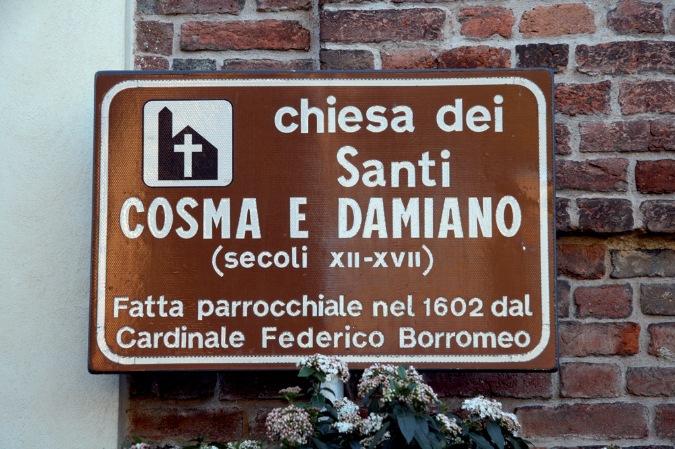 chiesa dei
Santi
COSMA E DAMIANO
(secoli XII-XVII)
Fatta parrocchiale nel 1602 dal
Cardinale Federico Borromeo